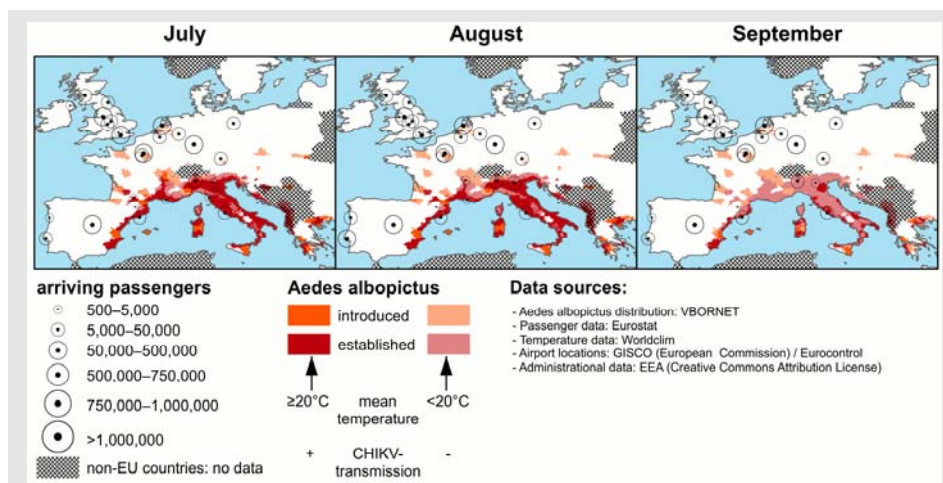 July August September
arriving passengers
500–5,000
5,000–50,000
50,000–500,000
500,000–750.000
750,000–1,000,000
>1,000,000
non-EU countries: no data
Aedes albopictus
introduced
established
≥20°C mean temperature <20°C
+ CHIKV-transmission -
Data sources:
- Aedes albopictus distribution: VBORNET
- Passenger data: Eurostat
- Temperature data: Worldclim
- Airport locations: GISCO (European Commission) / Eurocontrol
- Administrational data: EEA (Creative Commons Attribution License)